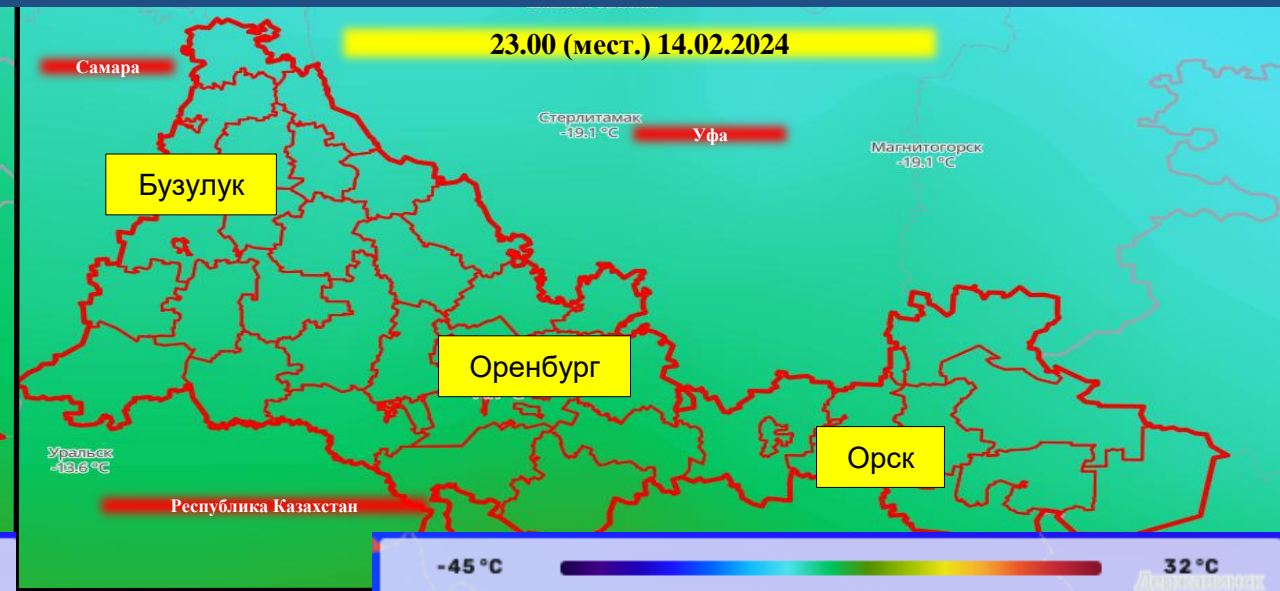 23.00 (мест.) 14.02.2024
Самара
Стерлитамак
-19.1 °C
Уфа
Магнитогорск
-19.1 °C
Бузулук
Оренбург
Орск
Уральск
-13.6 °C
Республика Казахстан
-45 °C
32 °C